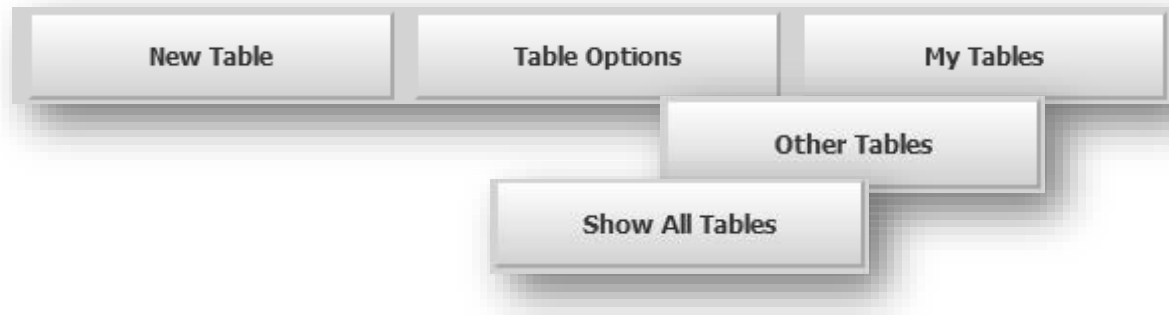 New Table
Table Options
My Tables
Other Tables
Show All Tables